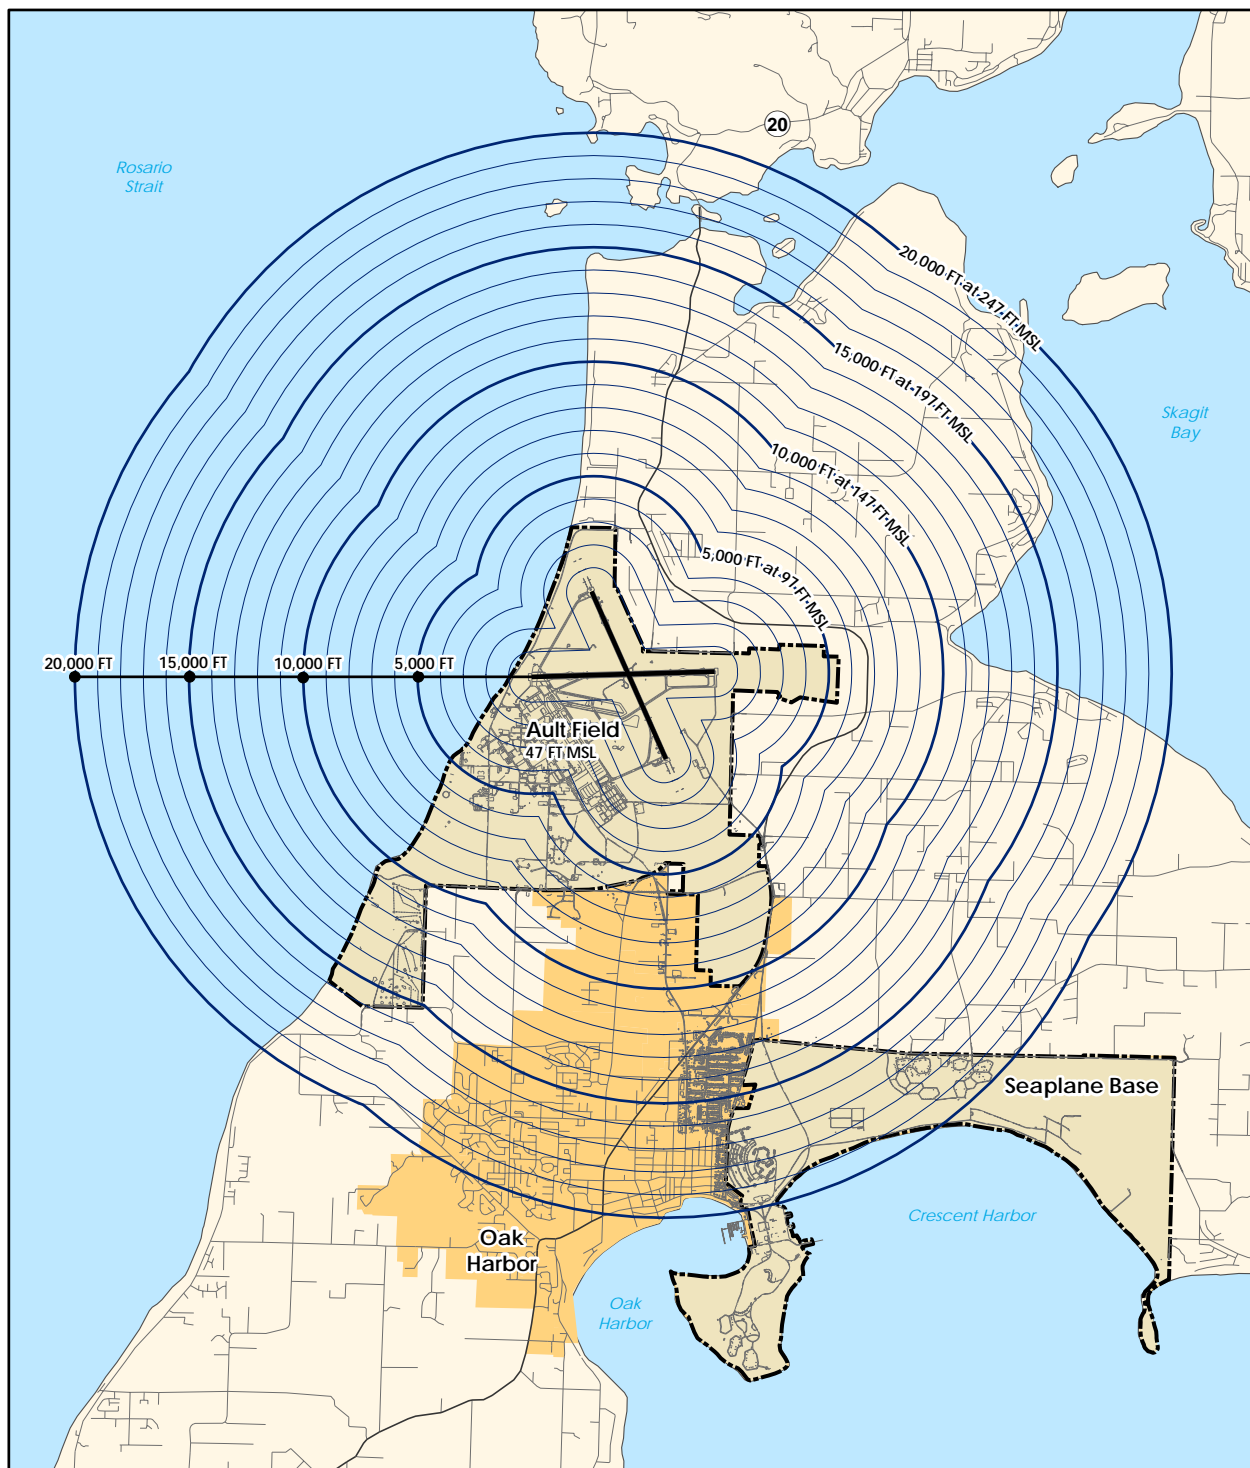 20
Rosario
Strait
20,000 FT at 247 FT MSL
15,000 FT at 197 FT MSL
Skagit
Bay
10,000 FT at 147 FT MSL
5,000 FT at 97 FT MSL
20,000 FT
15,000 FT
10,000 FT
5,000 FT
Ault Field
47 FT MSL
Seaplane Base
Crescent Harbor
Oak
Harbor
Oak
Harbor